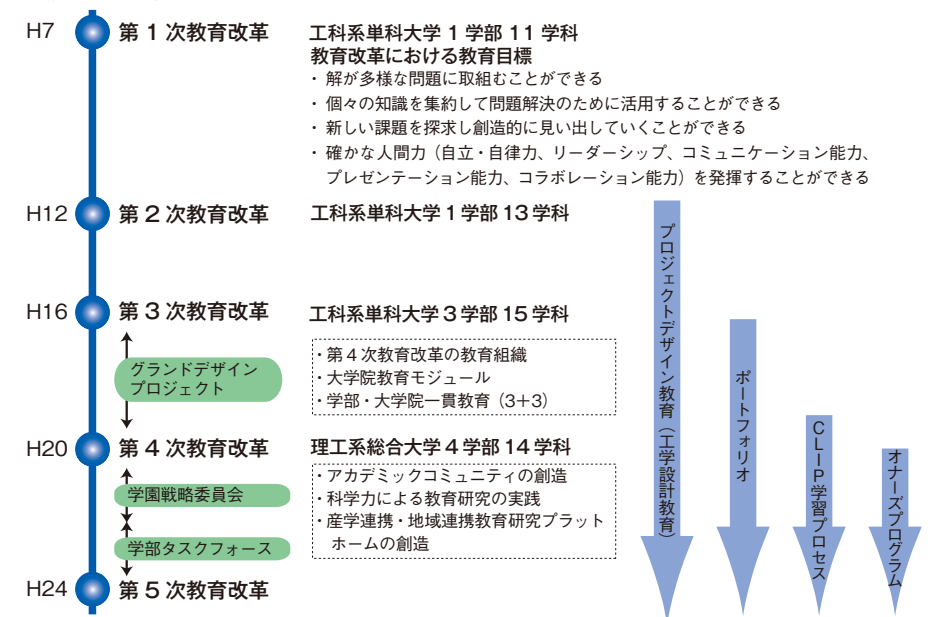 H7 第1次教育改革 工科系単科大学1学部11学科
教育改革における教育目標
・解が多様な問題に取組むことができる
・個々の知識を集約して問題解決のために活用することができる
・新しい課題を探求し創造的に見い出していくことができる
・確かな人間力（自立・自律力、リーダーシップ、コミュニケーション能力、
プレゼンテーション能力、コラボレーション能力）を発揮することができる
H12 第2次教育改革 工科系単科大学1学部13学科
H16 第3次教育改革 工科系単科大学3学部15学科
グランドデザイン
プロジェクト
・第4次教育改革の教育組織
・大学院教育モジュール
・学部・大学院一貫教育（3＋3）
H20 第4次教育改革 理工系総合大学4学部14学科
学園戦略委員会
学部タスクフォース
・アカデミックコミュニティの創造
・科学力による教育研究の実践
・産学連携・地域連携教育研究プラット
ホームの創造
H24 第5次教育改革
プロジェクトデザイン教育（工学設計教育）
ポートフォリオ
CLIP学習プロセス
オナーズプログラム